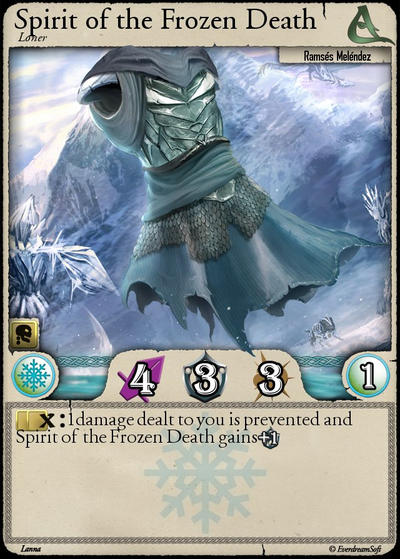 Spirit of the Frozen Death
Loner
Ramsés Meléndez
4 3 3 1
X : 1 damage dealt to you is prevented and
Spirit of the Frozen Death gains +1
Lanna © EverdreamSoft